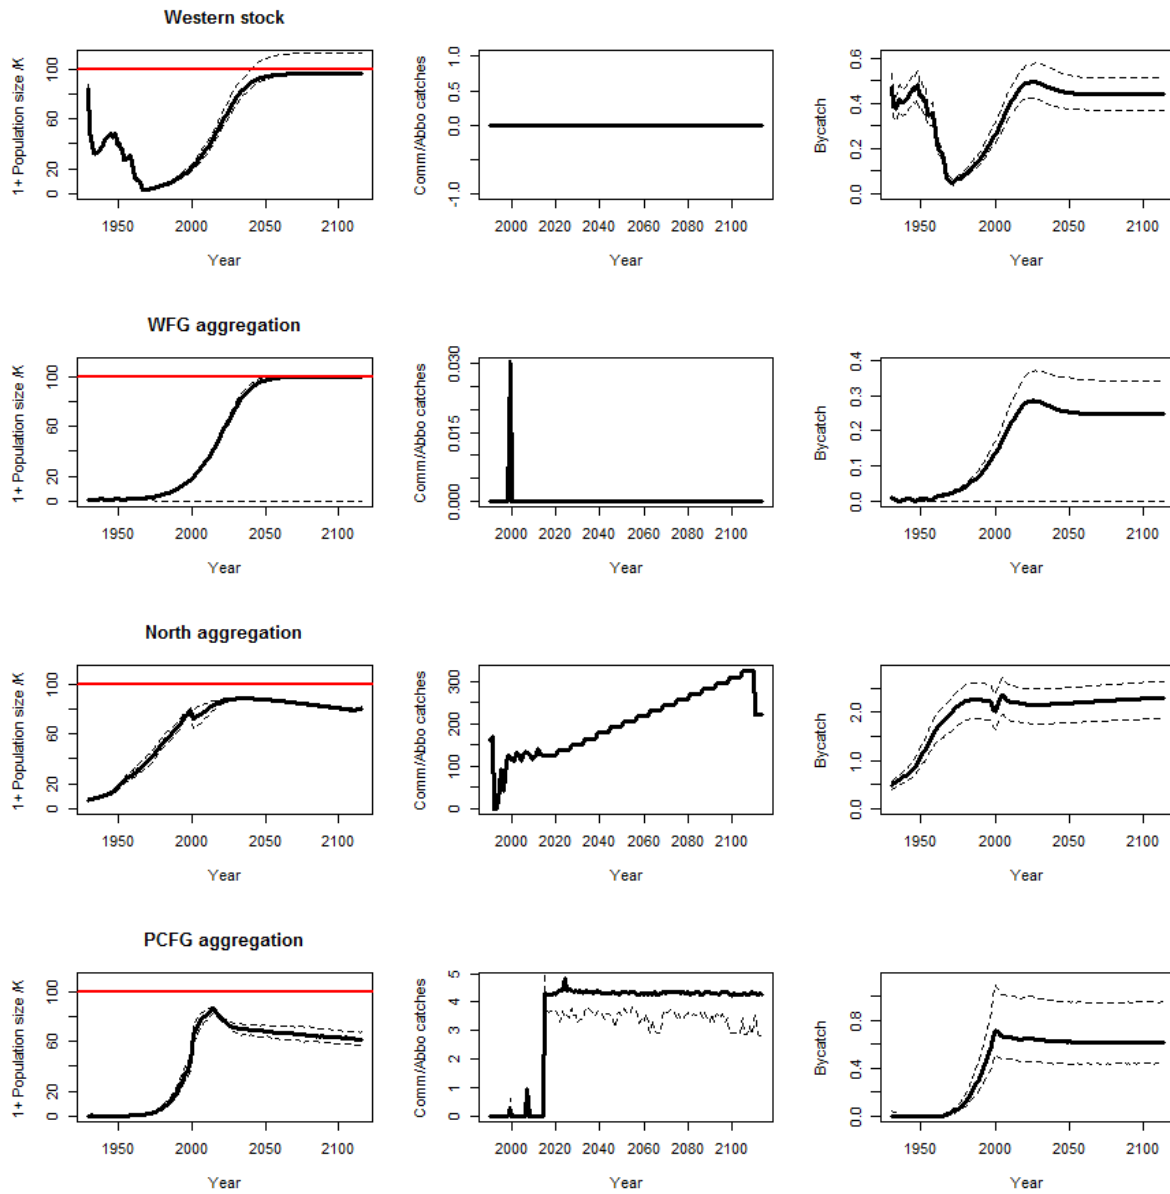 Western stock
1+ Population size /K
0 20 60 100
1950 2000 2050 2100
Year
Comm/Abbo catches
-1.0 0.0 0.5 1.0
2000 2020 2040 2060 2080 2100
Year
Bycatch
0.0 0.2 0.4 0.6
1950 2000 2050 2100
Year
WFG aggregation
1+ Population size /K
0 20 60 100
1950 2000 2050 2100
Year
Comm/Abbo catches
0.000 0.015 0.030
2000 2020 2040 2060 2080 2100
Year
Bycatch
0.0 0.1 0.2 0.3 0.4
1950 2000 2050 2100
Year
North aggregation
1+ Population size /K
0 20 60 100
1950 2000 2050 2100
Year
Comm/Abbo catches
0 100 200 300
2000 2020 2040 2060 2080 2100
Year
Bycatch
0.0 1.0 2.0
1950 2000 2050 2100
Year
PCFG aggregation
1+ Population size /K
0 20 60 100
1950 2000 2050 2100
Year
Comm/Abbo catches
0 1 2 3 4 5
2000 2020 2040 2060 2080 2100
Year
Bycatch
0.0 0.4 0.8
1950 2000 2050 2100
Year